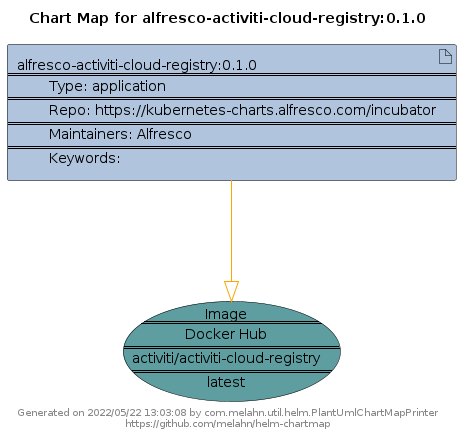 Chart Map for alfresco-activiti-cloud-registry:0.1.0
alfresco-activiti-cloud-registry:0.1.0
Type: application
Repo: https://kubernetes-charts.alfresco.com/incubator
Maintainers: Alfresco
Keywords:
Image
Docker Hub
activiti/activiti-cloud-registry
latest
Generated on 2022/05/22 13:03:08 by com.melahn.util.helm.PlantUmlChartMapPrinter
https://github.com/melahn/helm-chartmap